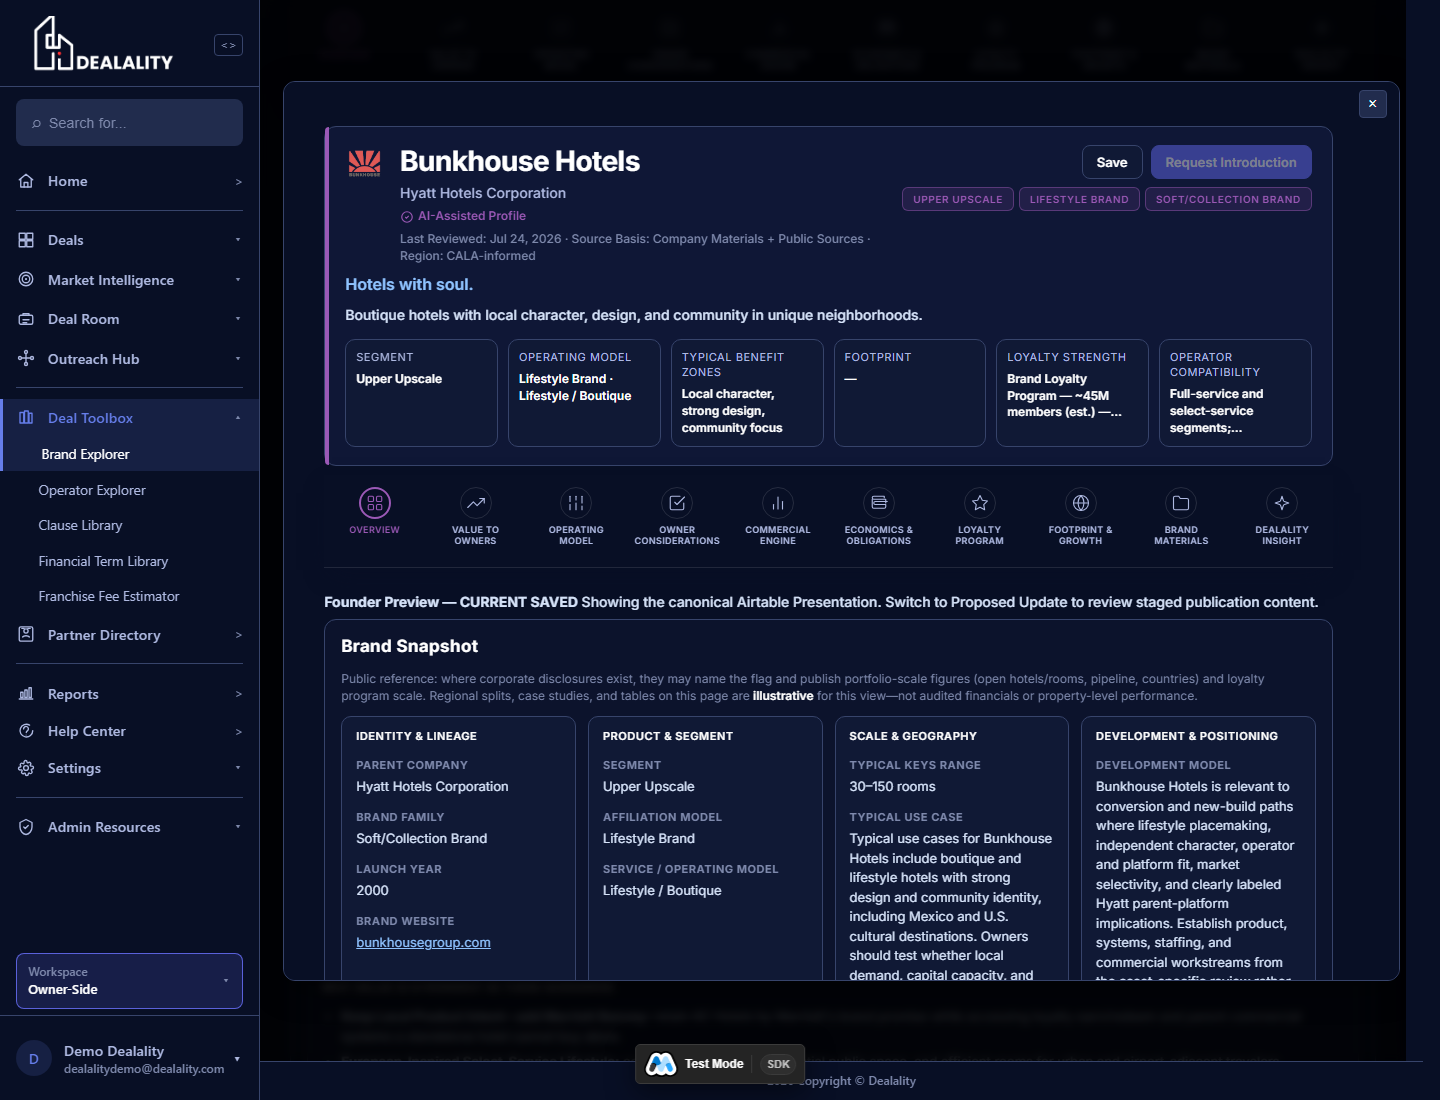 DEALALITY
<>
Search for...
Home >
Deals
Market Intelligence
Deal Room
Outreach Hub
Deal Toolbox
Brand Explorer
Operator Explorer
Clause Library
Financial Term Library
Franchise Fee Estimator
Partner Directory >
Reports >
Help Center >
Settings
Admin Resources
Workspace
Owner-Side
D
Demo Dealality
dealalitydemo@dealality.com
×
BUNKHOUSE
Bunkhouse Hotels
Hyatt Hotels Corporation
AI-Assisted Profile
Last Reviewed: Jul 24, 2026 · Source Basis: Company Materials + Public Sources ·
Region: CALA-informed
Save
Request Introduction
UPPER UPSCALE
LIFESTYLE BRAND
SOFT/COLLECTION BRAND
Hotels with soul.
Boutique hotels with local character, design, and community in unique neighborhoods.
SEGMENT
Upper Upscale
OPERATING MODEL
Lifestyle Brand ·
Lifestyle / Boutique
TYPICAL BENEFIT
ZONES
Local character,
strong design,
community focus
FOOTPRINT
—
LOYALTY STRENGTH
Brand Loyalty
Program — ~45M
members (est.) —...
OPERATOR
COMPATIBILITY
Full-service and
select-service
segments;...
OVERVIEW
VALUE TO
OWNERS
OPERATING
MODEL
OWNER
CONSIDERATIONS
COMMERCIAL
ENGINE
ECONOMICS &
OBLIGATIONS
LOYALTY
PROGRAM
FOOTPRINT &
GROWTH
BRAND
MATERIALS
DEALALITY
INSIGHT
Founder Preview — CURRENT SAVED Showing the canonical Airtable Presentation. Switch to Proposed Update to review staged publication content.
Brand Snapshot
Public reference: where corporate disclosures exist, they may name the flag and publish portfolio-scale figures (open hotels/rooms, pipeline, countries) and loyalty
program scale. Regional splits, case studies, and tables on this page are illustrative for this view—not audited financials or property-level performance.
IDENTITY & LINEAGE
PARENT COMPANY
Hyatt Hotels Corporation
BRAND FAMILY
Soft/Collection Brand
LAUNCH YEAR
2000
BRAND WEBSITE
bunkhousegroup.com
PRODUCT & SEGMENT
SEGMENT
Upper Upscale
AFFILIATION MODEL
Lifestyle Brand
SERVICE / OPERATING MODEL
Lifestyle / Boutique
SCALE & GEOGRAPHY
TYPICAL KEYS RANGE
30–150 rooms
TYPICAL USE CASE
Typical use cases for Bunkhouse
Hotels include boutique and
lifestyle hotels with strong
design and community identity,
including Mexico and U.S.
cultural destinations. Owners
should test whether local
demand, capital capacity, and
DEVELOPMENT & POSITIONING
DEVELOPMENT MODEL
Bunkhouse Hotels is relevant to
conversion and new-build paths
where lifestyle placemaking,
independent character, operator
and platform fit, market
selectivity, and clearly labeled
Hyatt parent-platform
implications. Establish product,
systems, staffing, and
commercial workstreams from
the asset-specific review rather
Test Mode
SDK
Copyright © Dealality